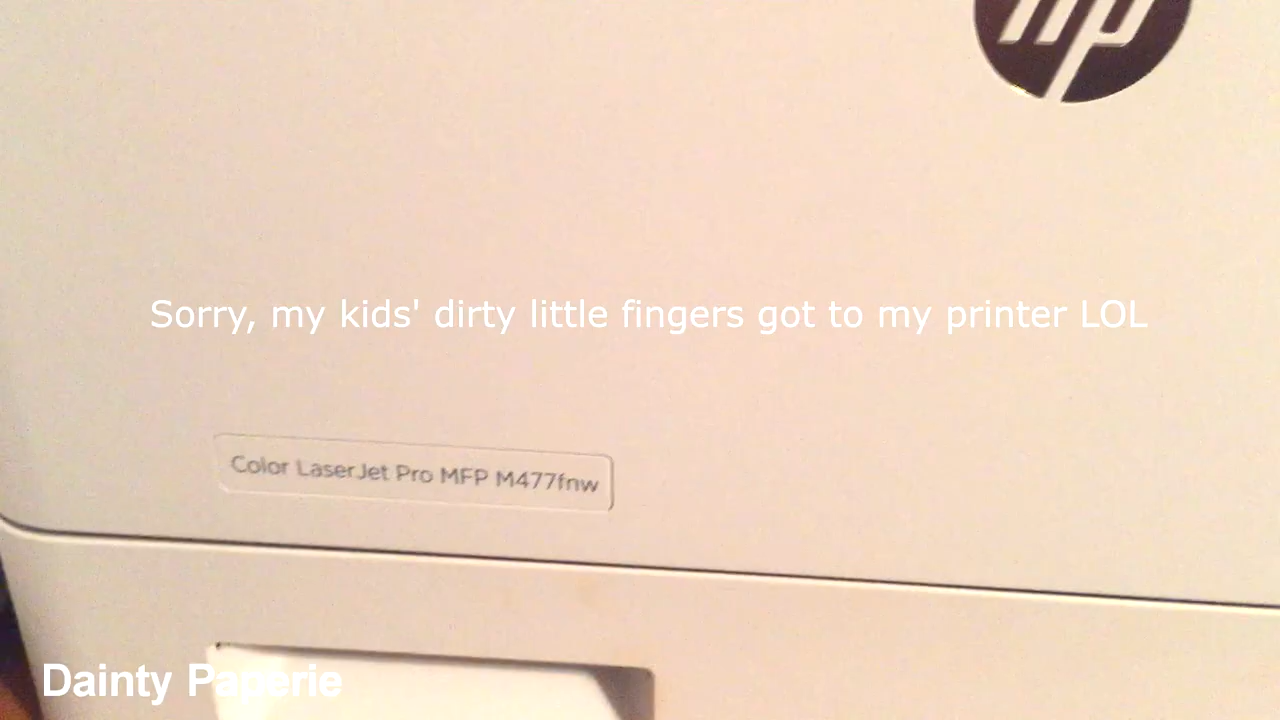 hp
Sorry, my kids' dirty little fingers got to my printer LOL
Color LaserJet Pro MFP M477fnw
Dainty Paperie